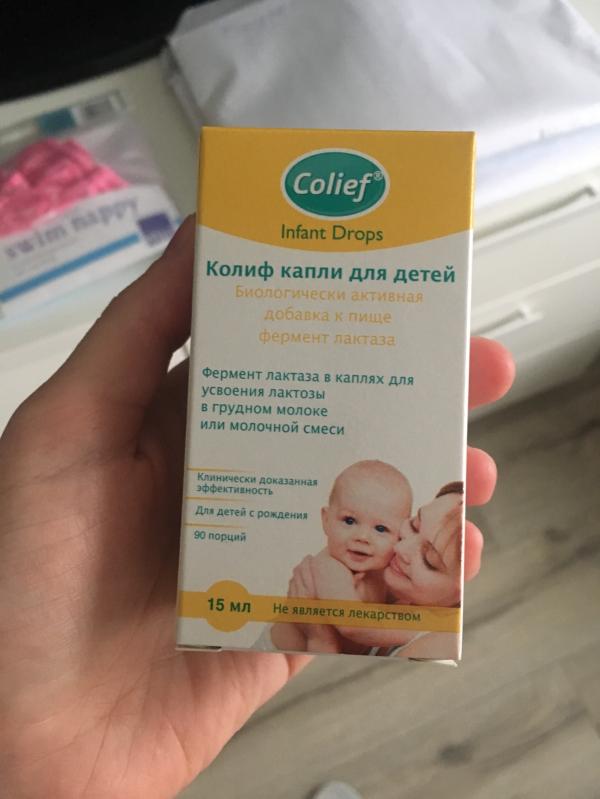 Colief®
Infant Drops
Колиф капли для детей
Биологически активная
добавка к пище
фермент лактаза
Фермент лактаза в каплях для
усвоения лактозы
в грудном молоке
или молочной смеси
Клинически доказанная
эффективность
Для детей с рождения
90 порций
15 мл
Не является лекарством
swim nappy